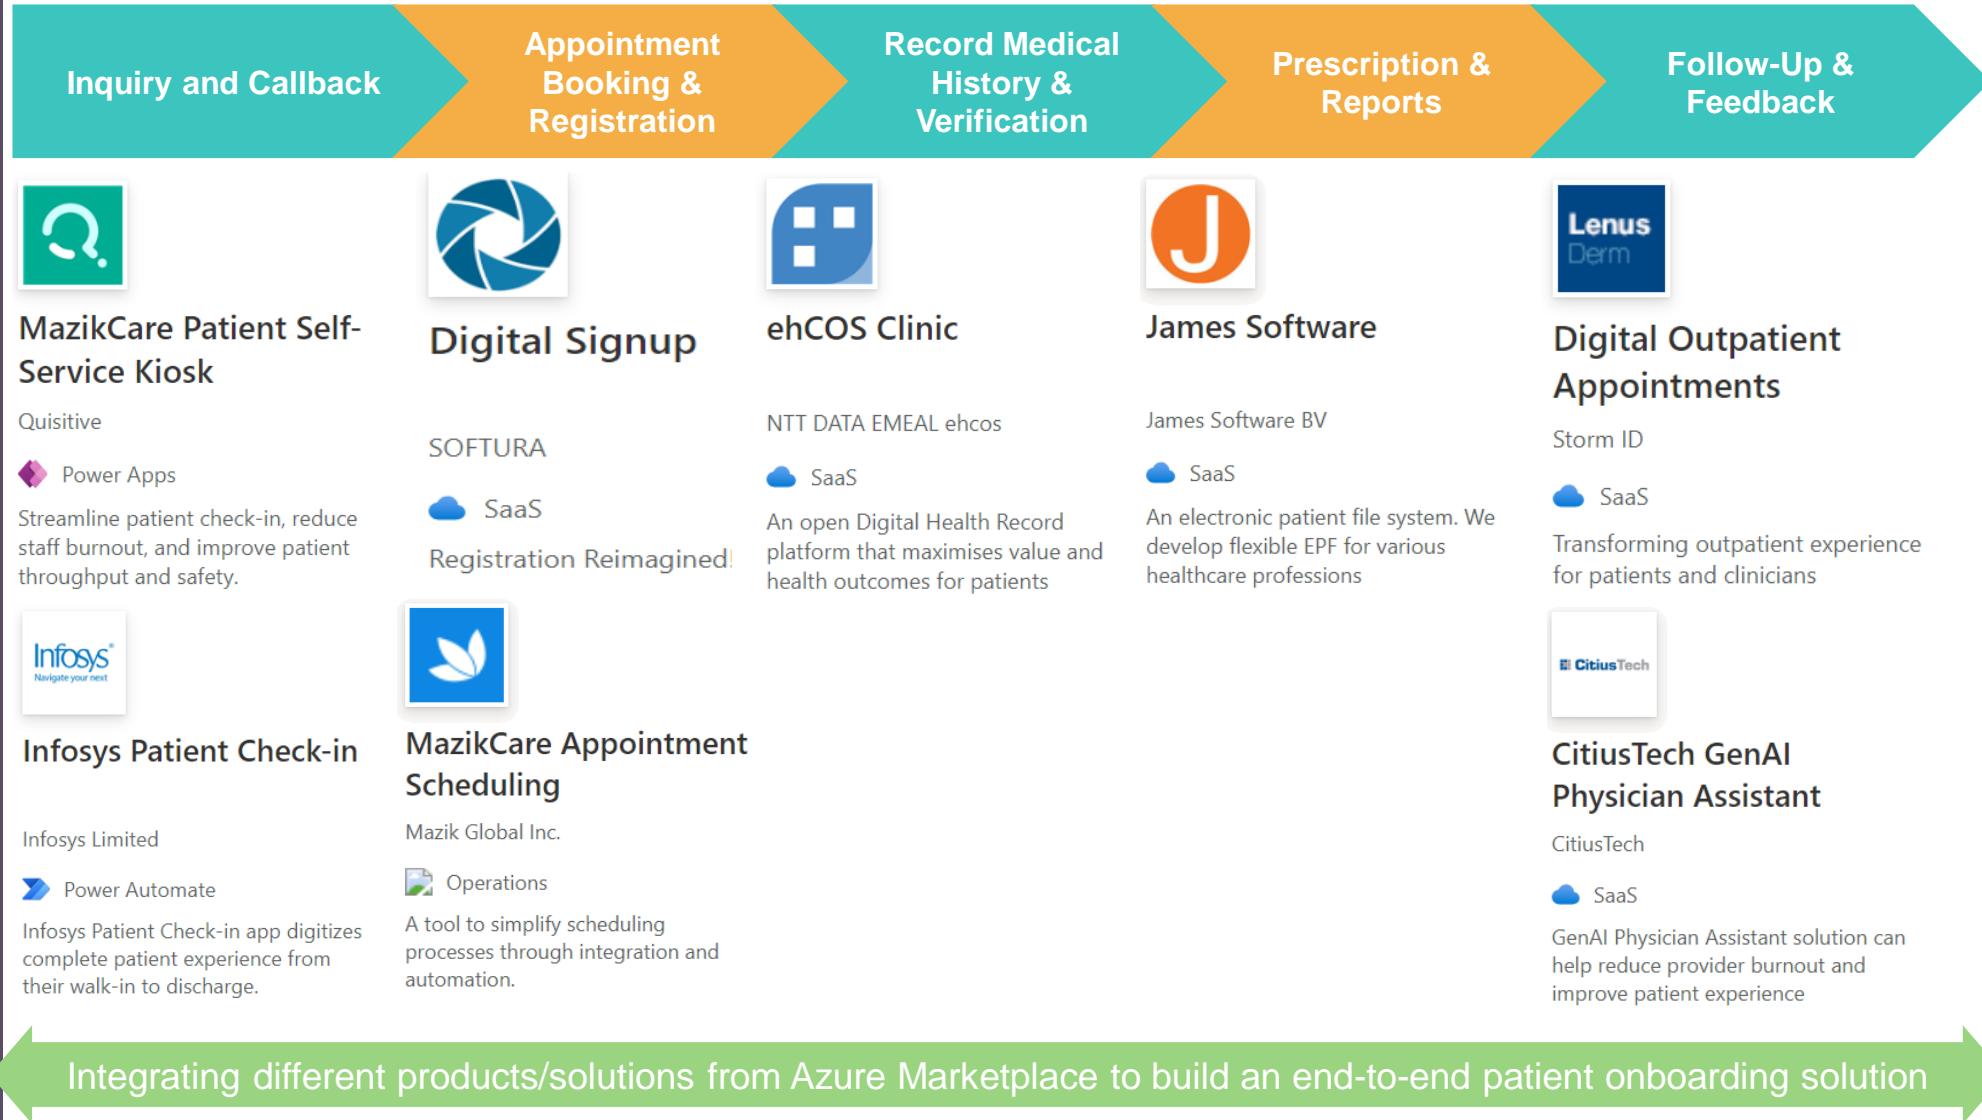 Inquiry and Callback
Appointment
Booking &
Registration
Record Medical
History &
Verification
Prescription &
Reports
Follow-Up &
Feedback
MazikCare Patient Self-
Service Kiosk
Quisitive
Power Apps
Streamline patient check-in, reduce
staff burnout, and improve patient
throughput and safety.
Infosys®
Navigate your next
Infosys Patient Check-in
Infosys Limited
Power Automate
Infosys Patient Check-in app digitizes
complete patient experience from
their walk-in to discharge.
Digital Signup
SOFTURA
SaaS
Registration Reimagined!
MazikCare Appointment
Scheduling
Mazik Global Inc.
Operations
A tool to simplify scheduling
processes through integration and
automation.
ehCOS Clinic
NTT DATA EMEAL ehcos
SaaS
An open Digital Health Record
platform that maximises value and
health outcomes for patients
J
James Software
James Software BV
SaaS
An electronic patient file system. We
develop flexible EPF for various
healthcare professions
Lenus
Derm
Digital Outpatient
Appointments
Storm ID
SaaS
Transforming outpatient experience
for patients and clinicians
CitiusTech
CitiusTech GenAI
Physician Assistant
CitiusTech
SaaS
GenAI Physician Assistant solution can
help reduce provider burnout and
improve patient experience
Integrating different products/solutions from Azure Marketplace to build an end-to-end patient onboarding solution